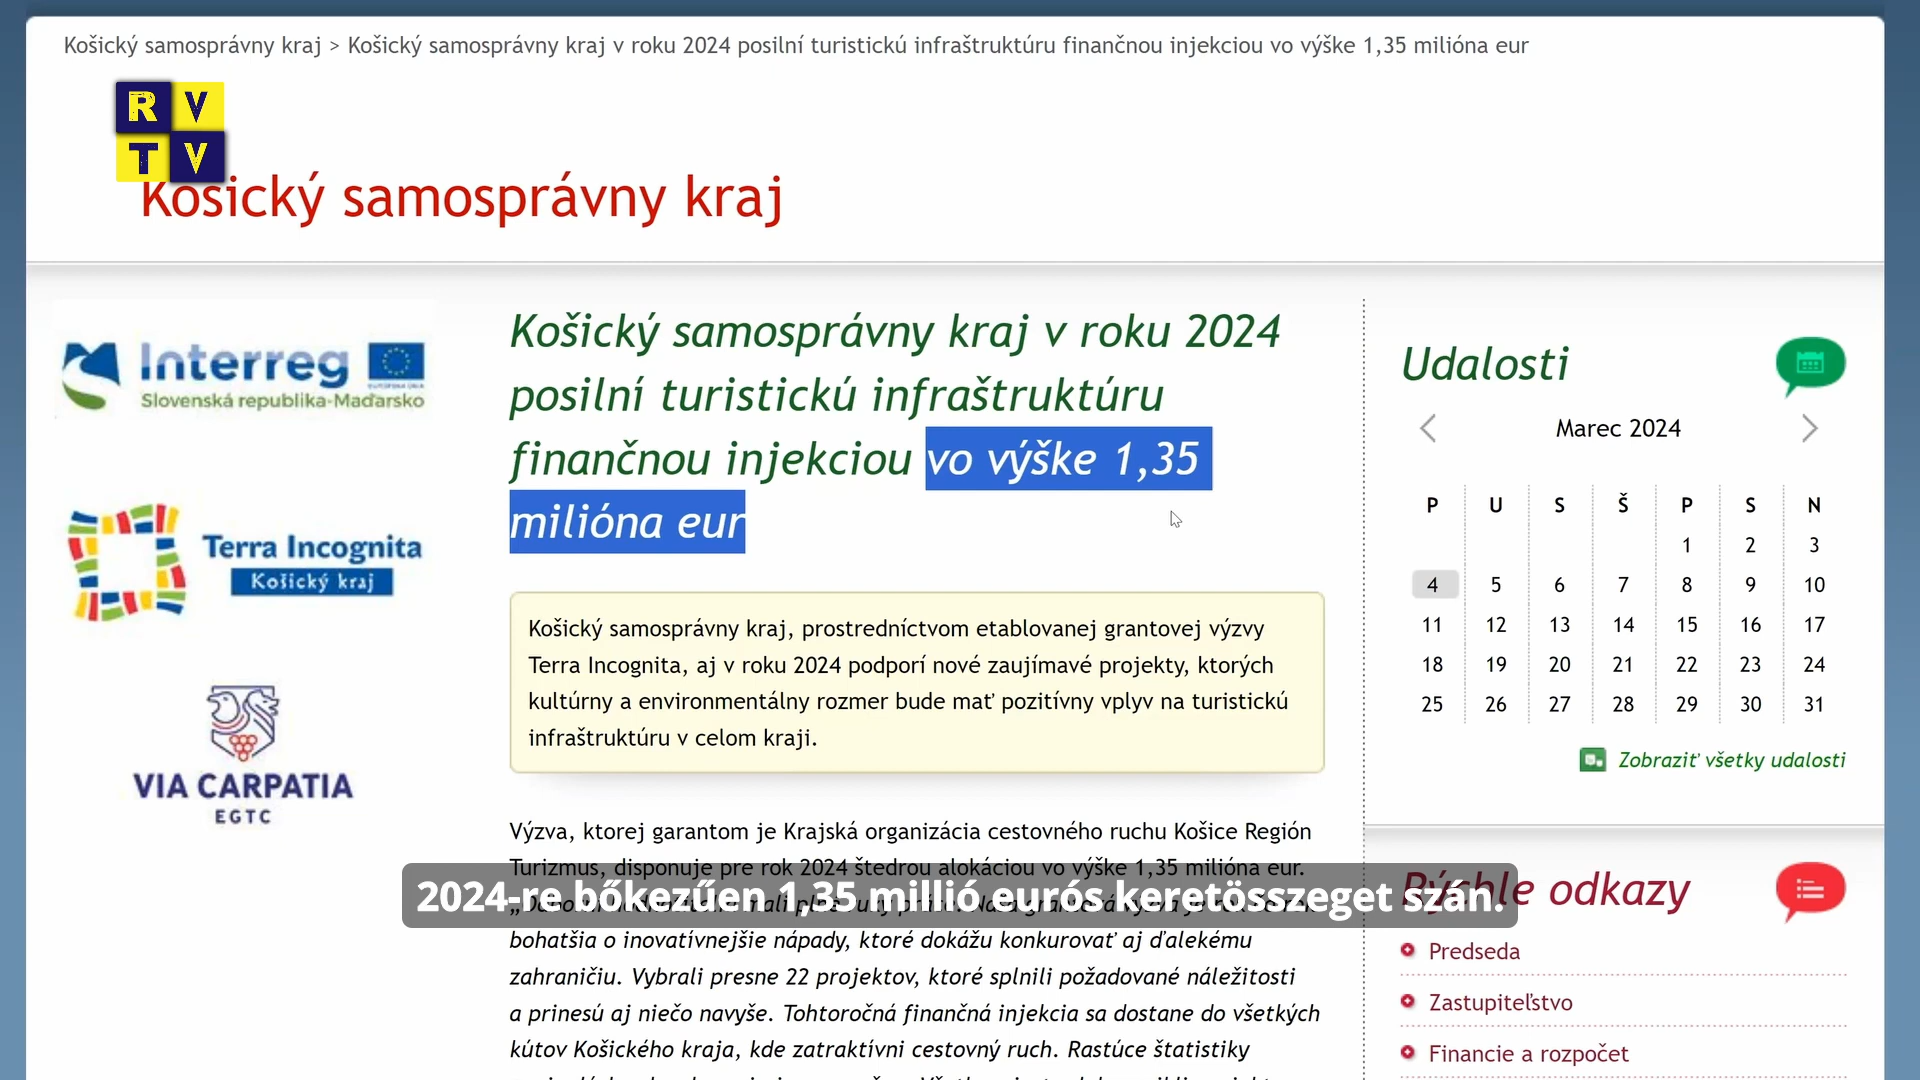 Košický samosprávny kraj > Košický samosprávny kraj v roku 2024 posilní turistickú infraštruktúru finančnou injekciou vo výške 1,35 milióna eur
R V
T V
Košický samosprávny kraj
Interreg
Slovenská republika-Maďarsko
Terra Incognita
Košický kraj
VIA CARPATIA
EGTC
Košický samosprávny kraj v roku 2024
posilní turistickú infraštruktúru
finančnou injekciou vo výške 1,35
milióna eur
Košický samosprávny kraj, prostredníctvom etablovanej grantovej výzvy
Terra Incognita, aj v roku 2024 podporí nové zaujímavé projekty, ktorých
kultúrny a environmentálny rozmer bude mať pozitívny vplyv na turistickú
infraštruktúru v celom kraji.
Výzva, ktorej garantom je Krajská organizácia cestovného ruchu Košice Región
Turizmus, disponuje pre rok 2024 štedrou alokáciou vo výške 1,35 milióna eur.
2024-re bőkezűen 1,35 millió eurós keretösszeget szán.
bohatšia o inovatívnejšie nápady, ktoré dokážu konkurovať aj ďalekému
zahraničiu. Vybrali presne 22 projektov, ktoré splnili požadované náležitosti
a prinesú aj niečo navyše. Tohtoročná finančná injekcia sa dostane do všetkých
kútov Košického kraja, kde zatraktívni cestovný ruch. Rastúce štatistiky
Udalosti
Marec 2024
P U S Š P S N
1 2 3
4 5 6 7 8 9 10
11 12 13 14 15 16 17
18 19 20 21 22 23 24
25 26 27 28 29 30 31
Zobraziť všetky udalosti
Rýchle odkazy
Predseda
Zastupiteľstvo
Financie a rozpočet